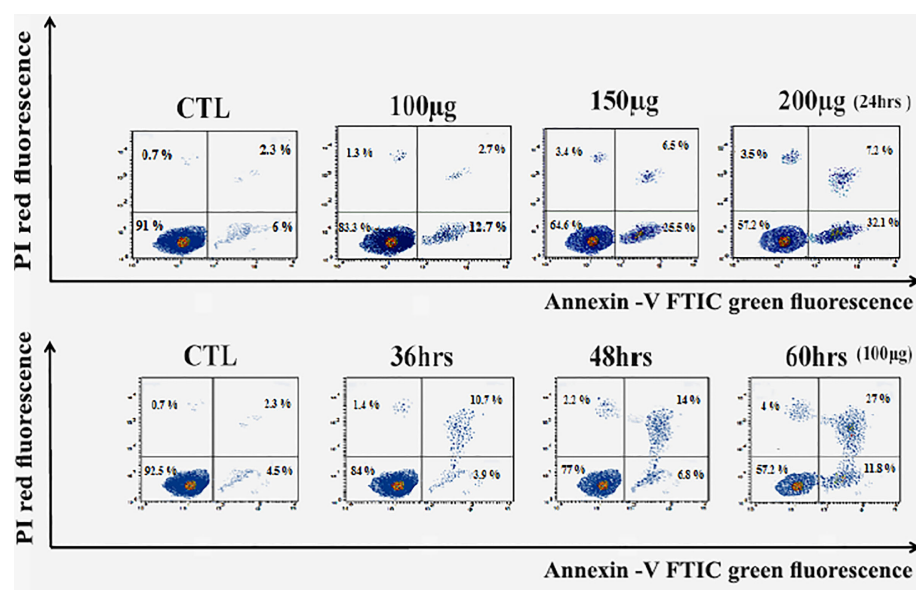 PI red fluorescence
CTL
100µg
150µg
200µg (24hrs )
0.7 %
2.3 %
91 %
6 %
1.3 %
2.7 %
83.3 %
12.7 %
3.4 %
6.5 %
64.6 %
25.5 %
3.5 %
7.2 %
57.2 %
32.1 %
Annexin -V FTIC green fluorescence
PI red fluorescence
CTL
36hrs
48hrs
60hrs (100µg)
0.7 %
2.3 %
92.5 %
4.5 %
1.4 %
10.7 %
84 %
3.9 %
2.2 %
14 %
77 %
6.8 %
4 %
27 %
57.2 %
11.8 %
Annexin -V FTIC green fluorescence